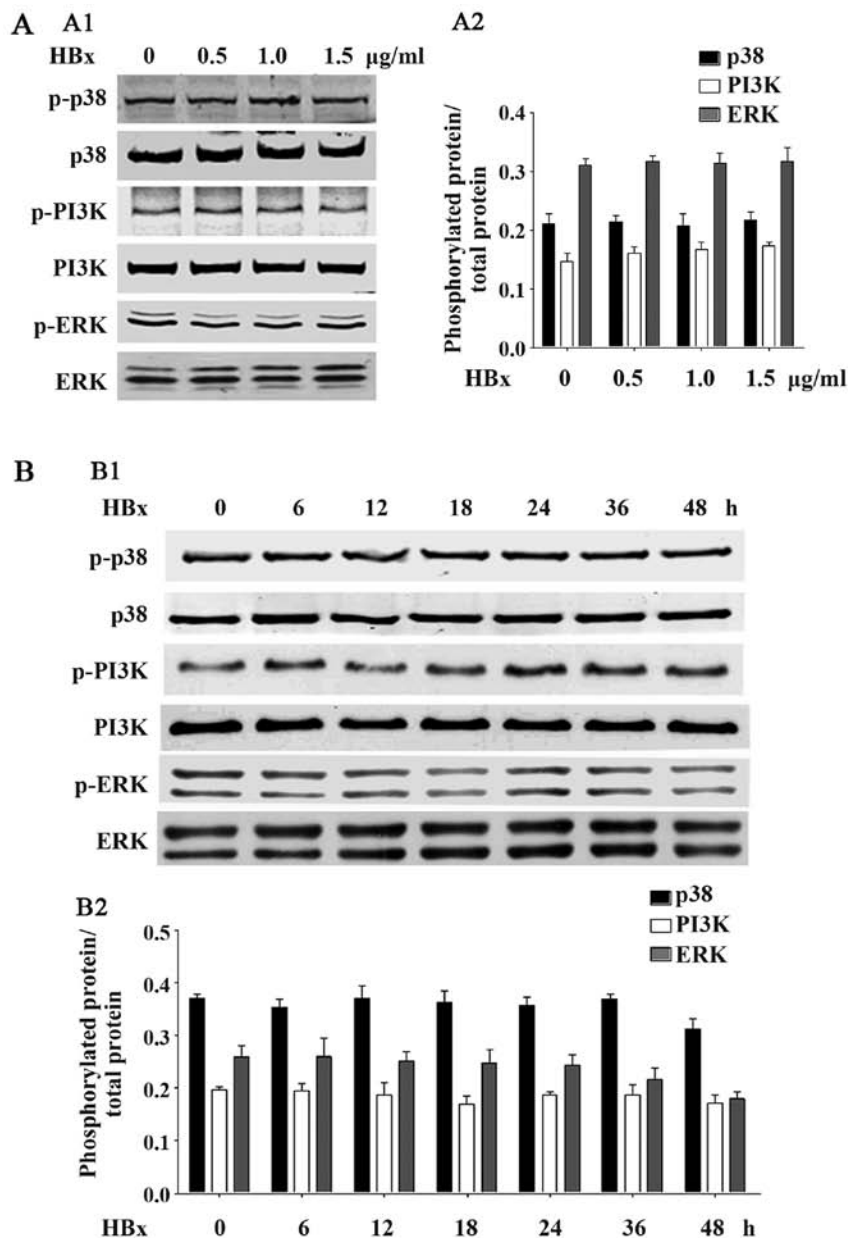 A A1
HBx 0 0.5 1.0 1.5 μg/ml
p-p38
p38
p-PI3K
PI3K
p-ERK
ERK
A2
p38
PI3K
ERK
Phosphorylated protein/
total protein
0.4
0.3
0.2
0.1
0.0
HBx 0 0.5 1.0 1.5 μg/ml
B B1
HBx 0 6 12 18 24 36 48 h
p-p38
p38
p-PI3K
PI3K
p-ERK
ERK
B2
p38
PI3K
ERK
Phosphorylated protein/
total protein
0.5
0.4
0.3
0.2
0.1
0.0
HBx 0 6 12 18 24 36 48 h